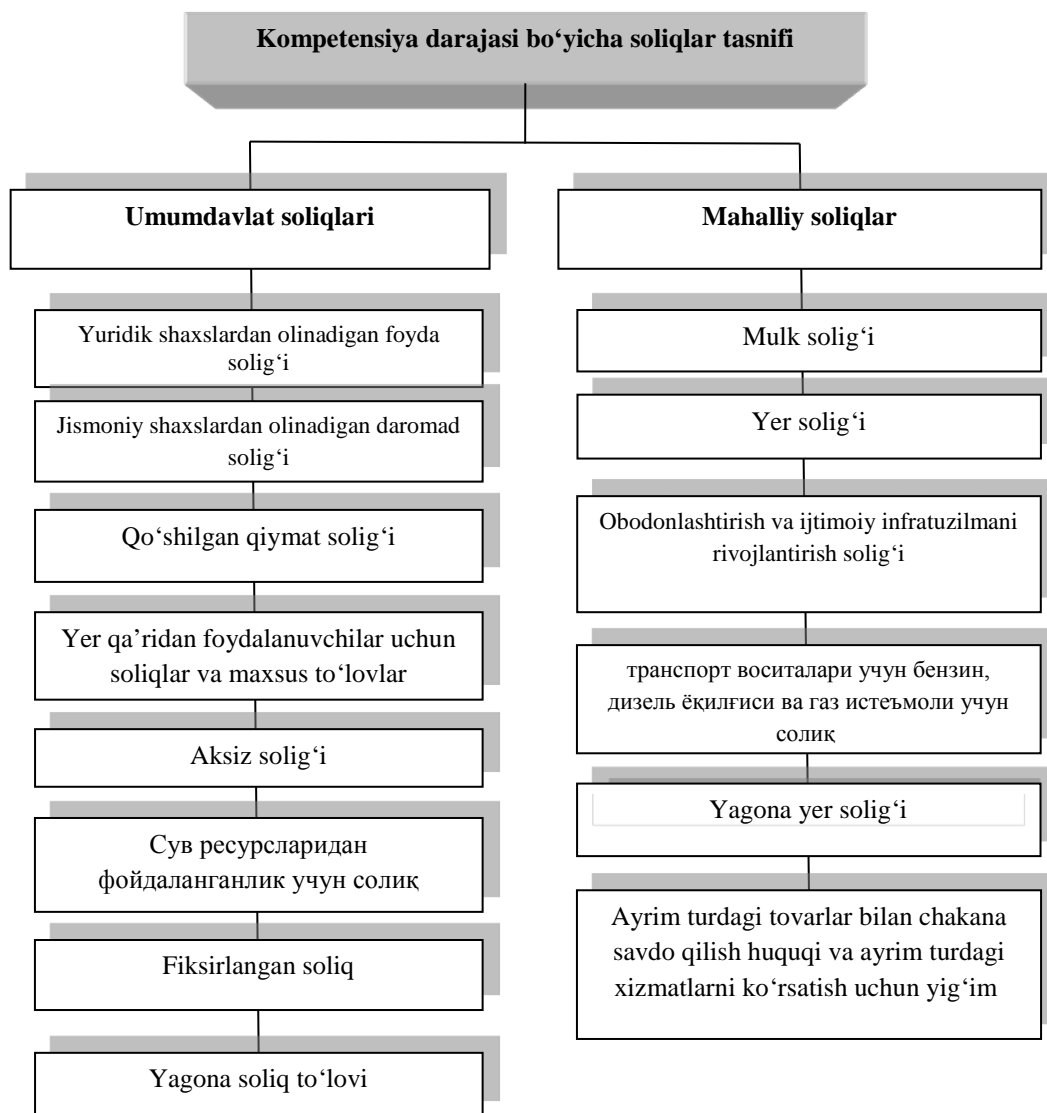 Kompetensiya darajasi bo‘yicha soliqlar tasnifi
Umumdavlat soliqlari
Yuridik shaxslardan olinadigan foyda
solig‘i
Jismoniy shaxslardan olinadigan daromad
solig‘i
Qo‘shilgan qiymat solig‘i
Yer qa’ridan foydalanuvchilar uchun
soliqlar va maxsus to‘lovlar
Aksiz solig‘i
Сув ресурсларидан
фойдаланганлик учун солиқ
Fiksirlangan soliq
Yagona soliq to‘lovi
Mahalliy soliqlar
Mulk solig‘i
Yer solig‘i
Obodonlashtirish va ijtimoiy infratuzilmani
rivojlantirish solig‘i
транспорт воситалари учун бензин,
дизель ёқилғиси ва газ истеъмоли учун
солиқ
Yagona yer solig‘i
Ayrim turdagi tovarlar bilan chakana
savdo qilish huquqi va ayrim turdagi
xizmatlarni ko‘rsatish uchun yig‘im